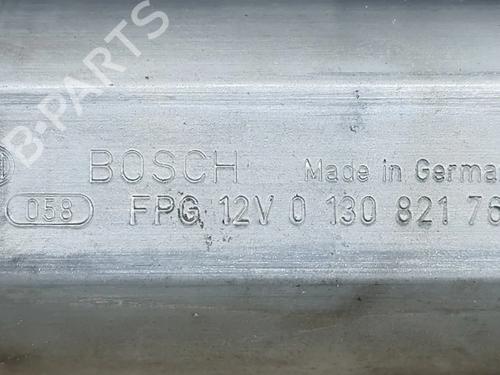 B-PARTS
BOSCH Made in Germa
058 FPG 12V 0 130 821 76